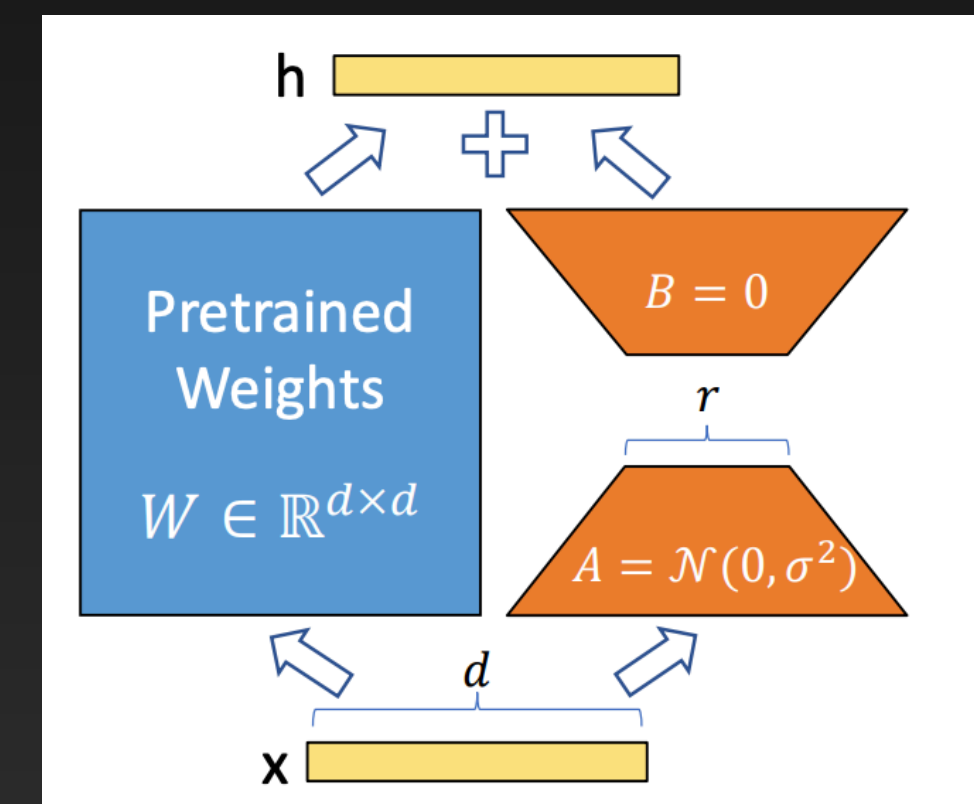 h
Pretrained
Weights
W ∈ ℝ^{d×d}
B = 0
r
A = 𝒩(0, σ²)
d
x